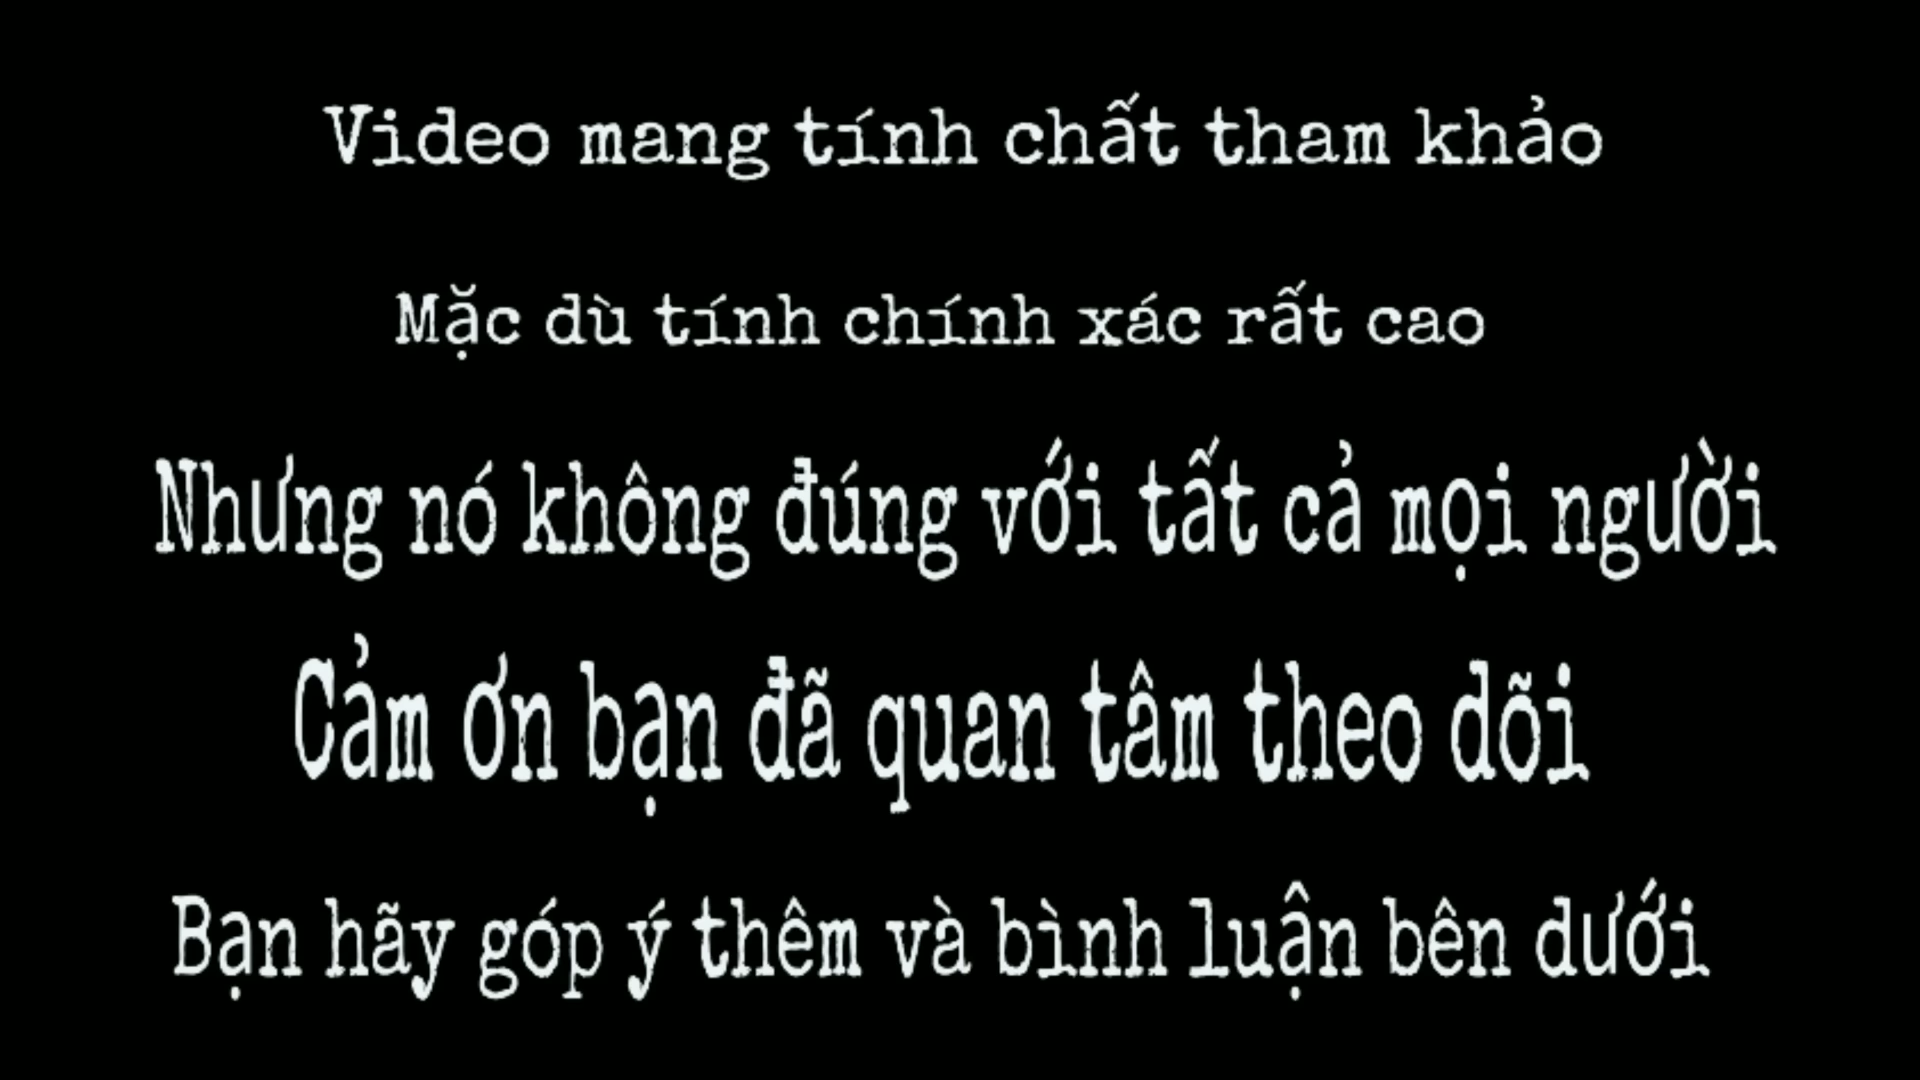 Video mang tính chất tham khảo
Mặc dù tính chính xác rất cao
Nhưng nó không đúng với tất cả mọi người
Cảm ơn bạn đã quan tâm theo dõi
Bạn hãy góp ý thêm và bình luận bên dưới